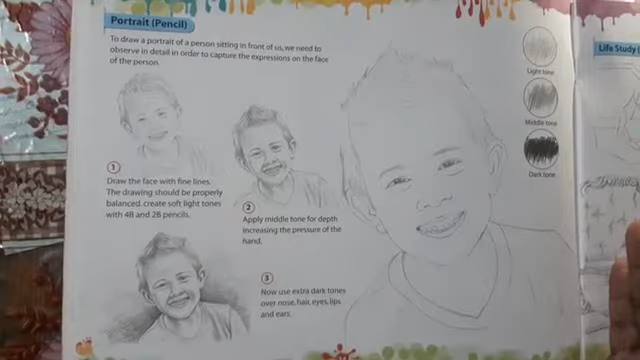 Portrait (Pencil)
To draw a portrait of a person sitting in front of us, we need to
observe in detail in order to capture the expressions on the face
of the person.
Light tone
Middle tone
Dark tone
1
Draw the face with fine lines.
The drawing should be properly
balanced. create soft light tones
with 4B and 2B pencils.
2
Apply middle tone for depth
increasing the pressure of the
hand.
3
Now use extra dark tones
over nose, hair, eyes, lips
and ears.
Life Study (